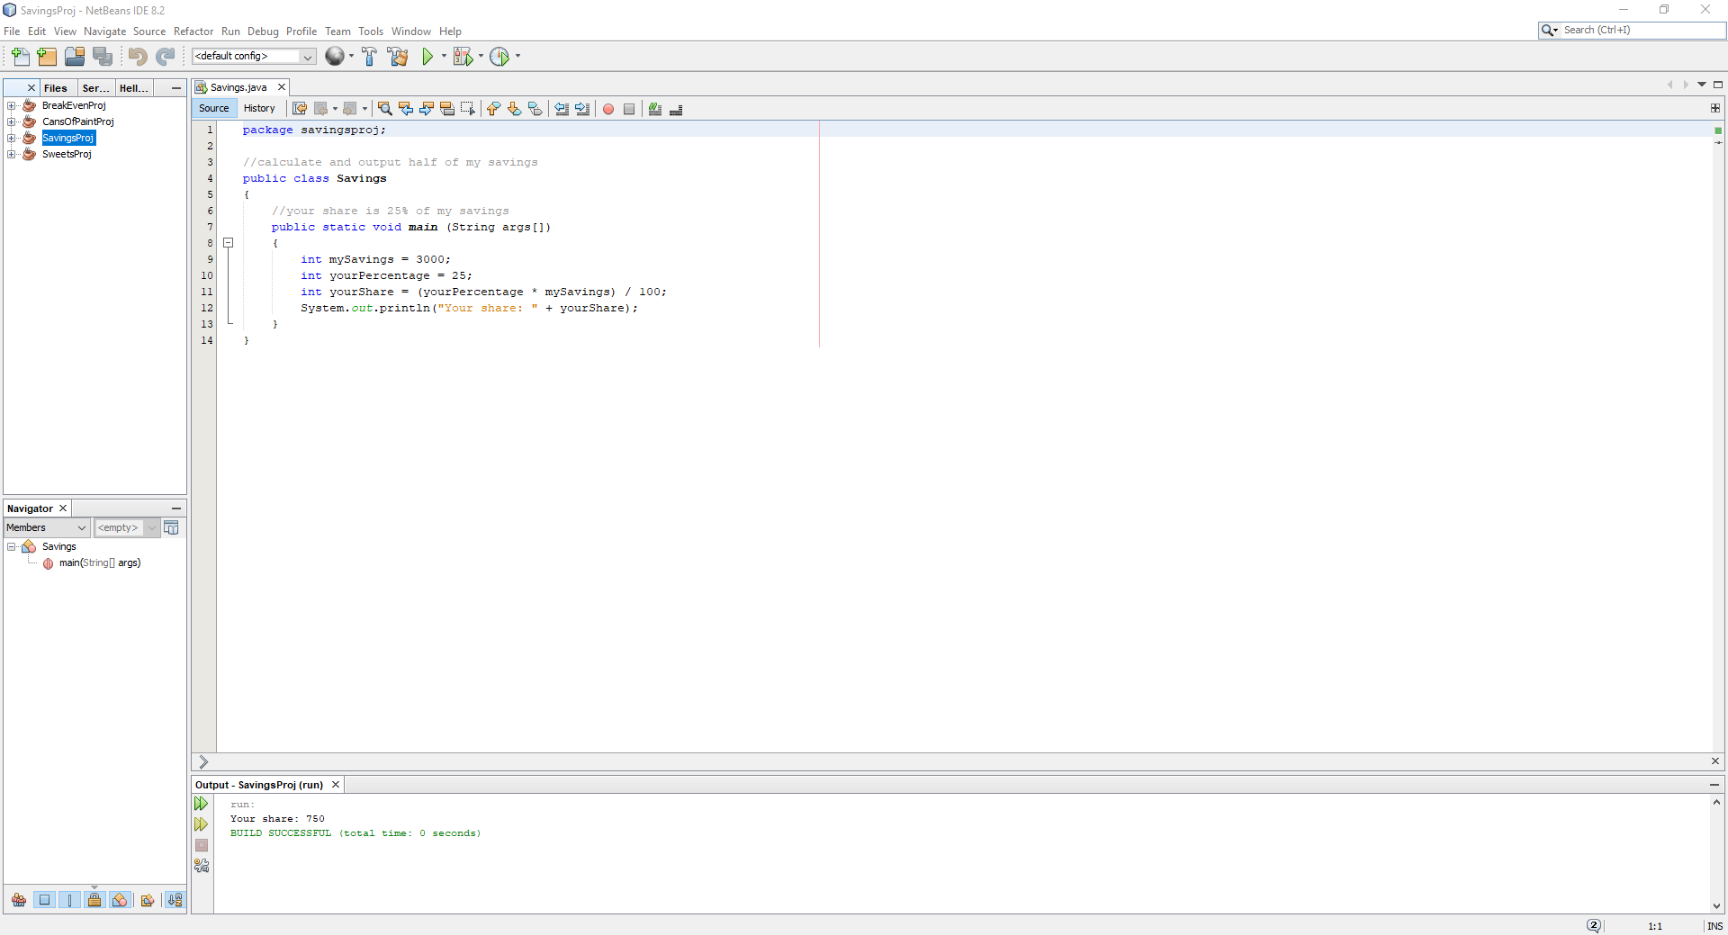 SavingsProj - NetBeans IDE 8.2
File Edit View Navigate Source Refactor Run Debug Profile Team Tools Window Help
Search (Ctrl+I)
<default config>
Files Ser... Hell...
BreakEvenProj
CansOfPaintProj
SavingsProj
SweetsProj
Savings.java
Source History
1 package savingsproj;
2
3 //calculate and output half of my savings
4 public class Savings
5 {
6 //your share is 25% of my savings
7 public static void main (String args[])
8 {
9 int mySavings = 3000;
10 int yourPercentage = 25;
11 int yourShare = (yourPercentage * mySavings) / 100;
12 System.out.println("Your share: " + yourShare);
13 }
14 }
Navigator
Members <empty>
Savings
main(String[] args)
Output - SavingsProj (run)
run:
Your share: 750
BUILD SUCCESSFUL (total time: 0 seconds)
2 1:1 INS